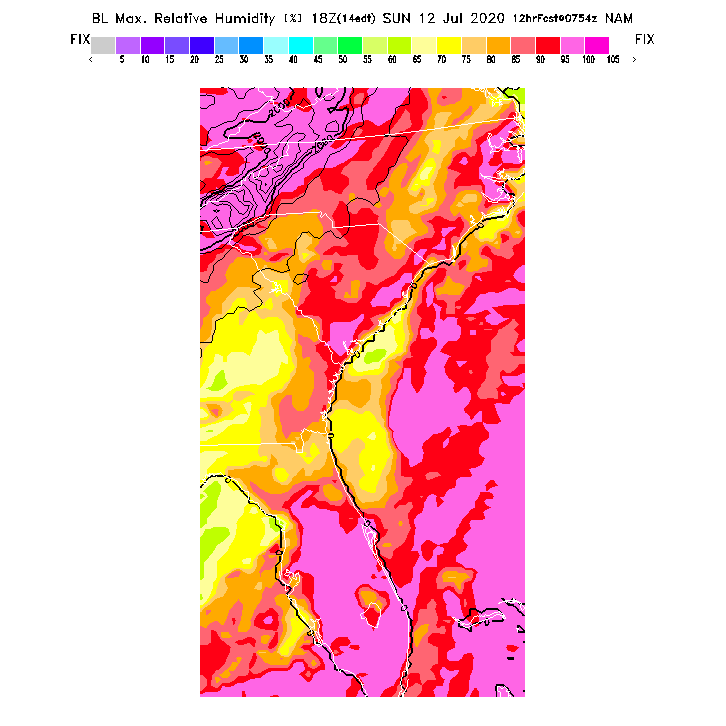 BL Max. Relative Humidity [%] 18Z(14edt) SUN 12 Jul 2020 12hrFcst@0754z NAM
FIX FIX
< 5 10 15 20 25 30 35 40 45 50 55 60 65 70 75 80 85 90 95 100 105 >